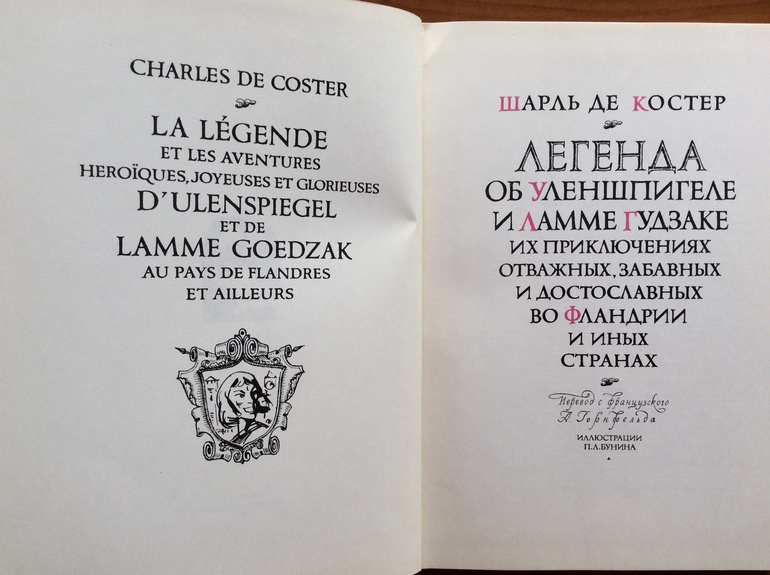 CHARLES DE COSTER
LA LÉGENDE
ET LES AVENTURES
HEROÏQUES, JOYEUSES ET GLORIEUSES
D'ULENSPIEGEL
ET DE
LAMME GOEDZAK
AU PAYS DE FLANDRES
ET AILLEURS
ШАРЛЬ ДЕ КОСТЕР
ЛЕГЕНДА
ОБ УЛЕНШПИГЕЛЕ
И ЛАММЕ ГУДЗАКЕ
ИХ ПРИКЛЮЧЕНИЯХ
ОТВАЖНЫХ, ЗАБАВНЫХ
И ДОСТОСЛАВНЫХ
ВО ФЛАНДРИИ
И ИНЫХ
СТРАНАХ
Перевод с французского
А Горнфельда
ИЛЛЮСТРАЦИИ
П.Л.БУНИНА